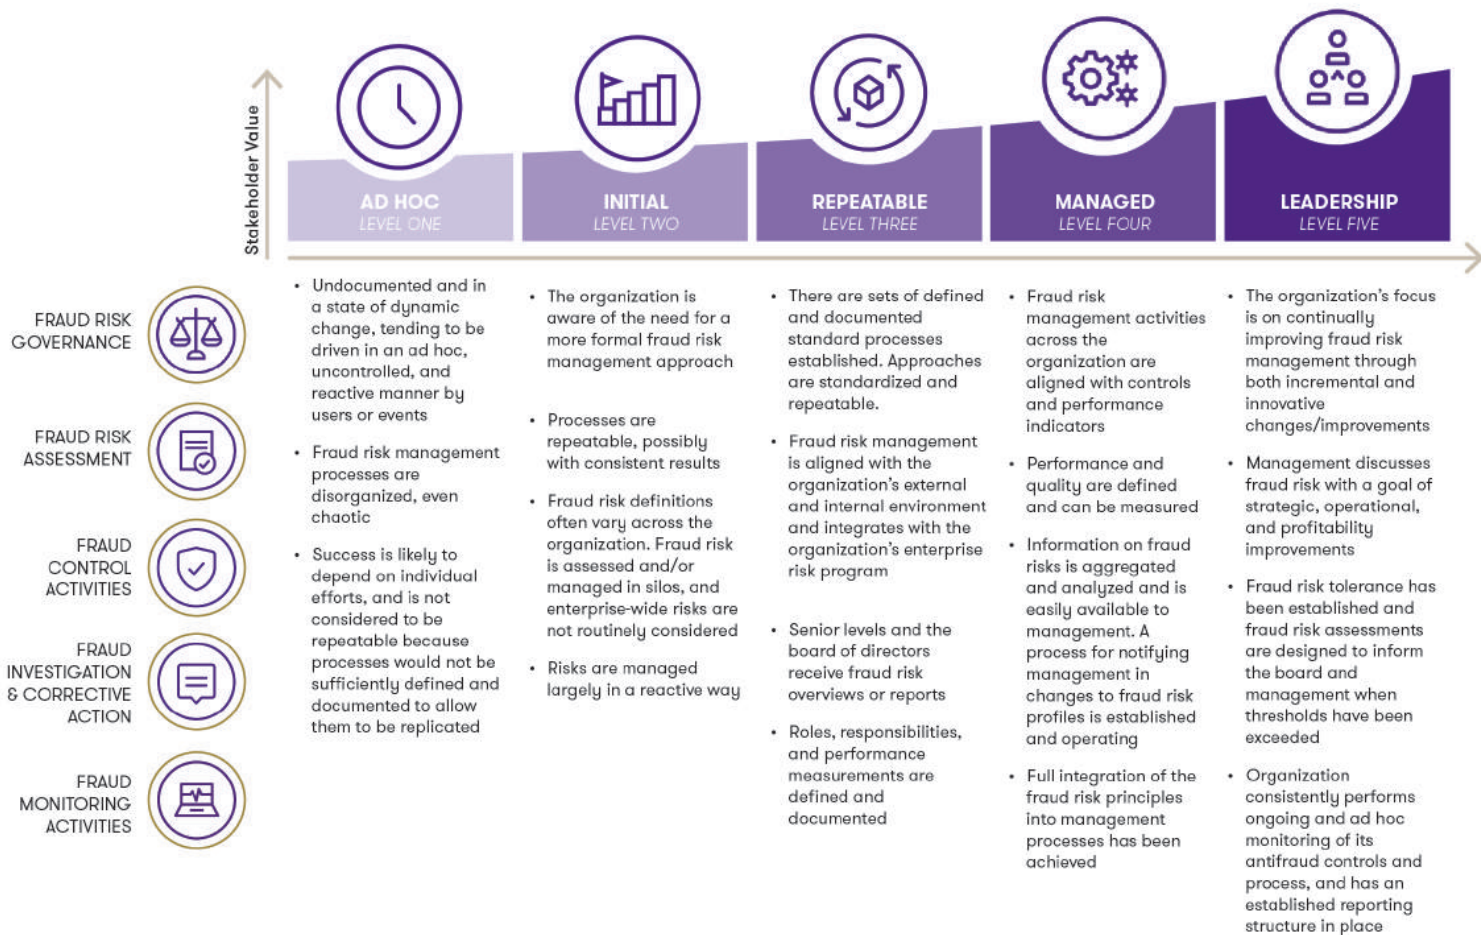 Stakeholder Value
AD HOC
LEVEL ONE
INITIAL
LEVEL TWO
REPEATABLE
LEVEL THREE
MANAGED
LEVEL FOUR
LEADERSHIP
LEVEL FIVE
FRAUD RISK
GOVERNANCE
FRAUD RISK
ASSESSMENT
FRAUD
CONTROL
ACTIVITIES
FRAUD
INVESTIGATION
& CORRECTIVE
ACTION
FRAUD
MONITORING
ACTIVITIES
• Undocumented and in
a state of dynamic
change, tending to be
driven in an ad hoc,
uncontrolled, and
reactive manner by
users or events
• Fraud risk management
processes are
disorganized, even
chaotic
• Success is likely to
depend on individual
efforts, and is not
considered to be
repeatable because
processes would not be
sufficiently defined and
documented to allow
them to be replicated
• The organization is
aware of the need for a
more formal fraud risk
management approach
• Processes are
repeatable, possibly
with consistent results
• Fraud risk definitions
often vary across the
organization. Fraud risk
is assessed and/or
managed in silos, and
enterprise-wide risks are
not routinely considered
• Risks are managed
largely in a reactive way
• There are sets of defined
and documented
standard processes
established. Approaches
are standardized and
repeatable.
• Fraud risk management
is aligned with the
organization's external
and internal environment
and integrates with the
organization's enterprise
risk program
• Senior levels and the
board of directors
receive fraud risk
overviews or reports
• Roles, responsibilities,
and performance
measurements are
defined and
documented
• Fraud risk
management activities
across the
organization are
aligned with controls
and performance
indicators
• Performance and
quality are defined
and can be measured
• Information on fraud
risks is aggregated
and analyzed and is
easily available to
management. A
process for notifying
management in
changes to fraud risk
profiles is established
and operating
• Full integration of the
fraud risk principles
into management
processes has been
achieved
• The organization's focus
is on continually
improving fraud risk
management through
both incremental and
innovative
changes/improvements
• Management discusses
fraud risk with a goal of
strategic, operational,
and profitability
improvements
• Fraud risk tolerance has
been established and
fraud risk assessments
are designed to inform
the board and
management when
thresholds have been
exceeded
• Organization
consistently performs
ongoing and ad hoc
monitoring of its
antifraud controls and
process, and has an
established reporting
structure in place